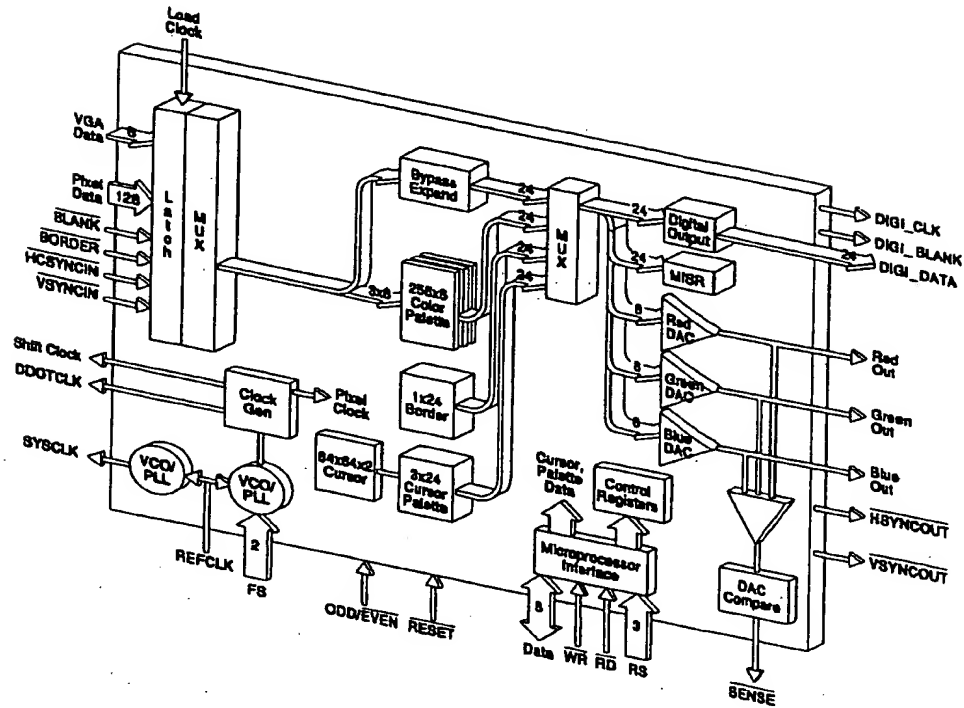 Load
Clock
VGA
Data
8
Pixel
Data
128
BLANK
BORDER
HCSYNCIN
VSYNCIN
Latch
MUX
Bypass
Expand
24
24
24
24
3x8
256x8
Color
Palette
MUX
24
Digital
Output
24
MISR
8
Red
DAC
8
Green
DAC
8
Blue
DAC
DIGI_CLK
DIGI_BLANK
24
DIGI_DATA
Red
Out
Green
Out
Blue
Out
HSYNCOUT
VSYNCOUT
Shift Clock
DDOTCLK
SYSCLK
Clock
Gen
Pixel
Clock
VCO/
PLL
VCO/
PLL
REFCLK
2
FS
1x24
Border
64x64x2
Cursor
3x24
Cursor
Palette
Cursor,
Palette
Data
Control
Registers
Microprocessor
Interface
ODD/EVEN
RESET
8
Data
WR
RD
3
RS
DAC
Compare
SENSE